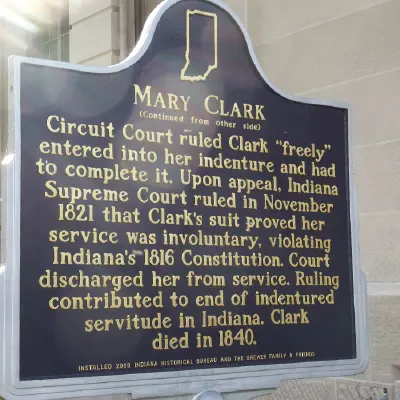 MARY CLARK
(Continued from other side)
Circuit Court ruled Clark "freely"
entered into her indenture and had
to complete it. Upon appeal, Indiana
Supreme Court ruled in November
1821 that Clark's suit proved her
service was involuntary, violating
Indiana's 1816 Constitution. Court
discharged her from service. Ruling
contributed to end of indentured
servitude in Indiana. Clark
died in 1840.
INSTALLED 2009 INDIANA HISTORICAL BUREAU AND THE BREWER FAMILY & FRIENDS